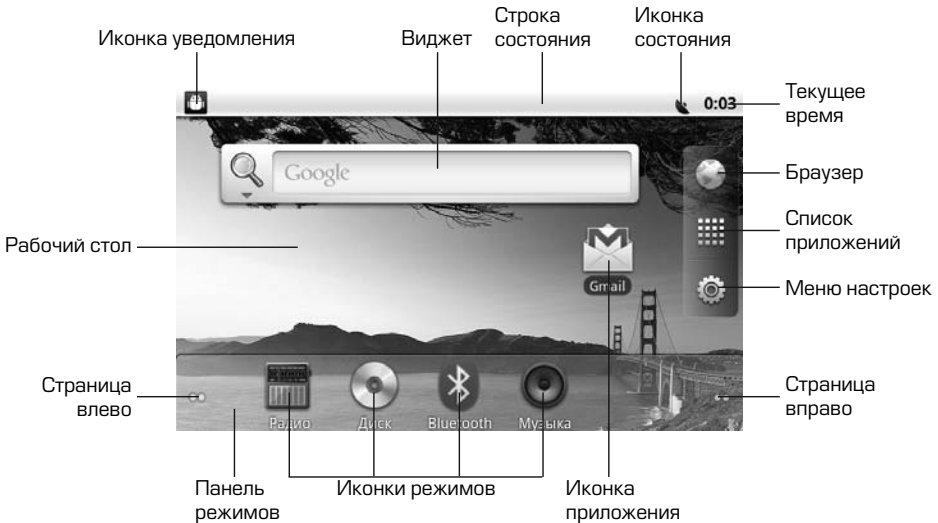 Иконка уведомления
Виджет
Строка
состояния
Иконка
состояния
0:03
Текущее
время
Google
Браузер
Список
приложений
Рабочий стол
Gmail
Меню настроек
Страница
влево
Страница
вправо
Радио
Диск
Bluetooth
Музыка
Панель
режимов
Иконки режимов
Иконка
приложения